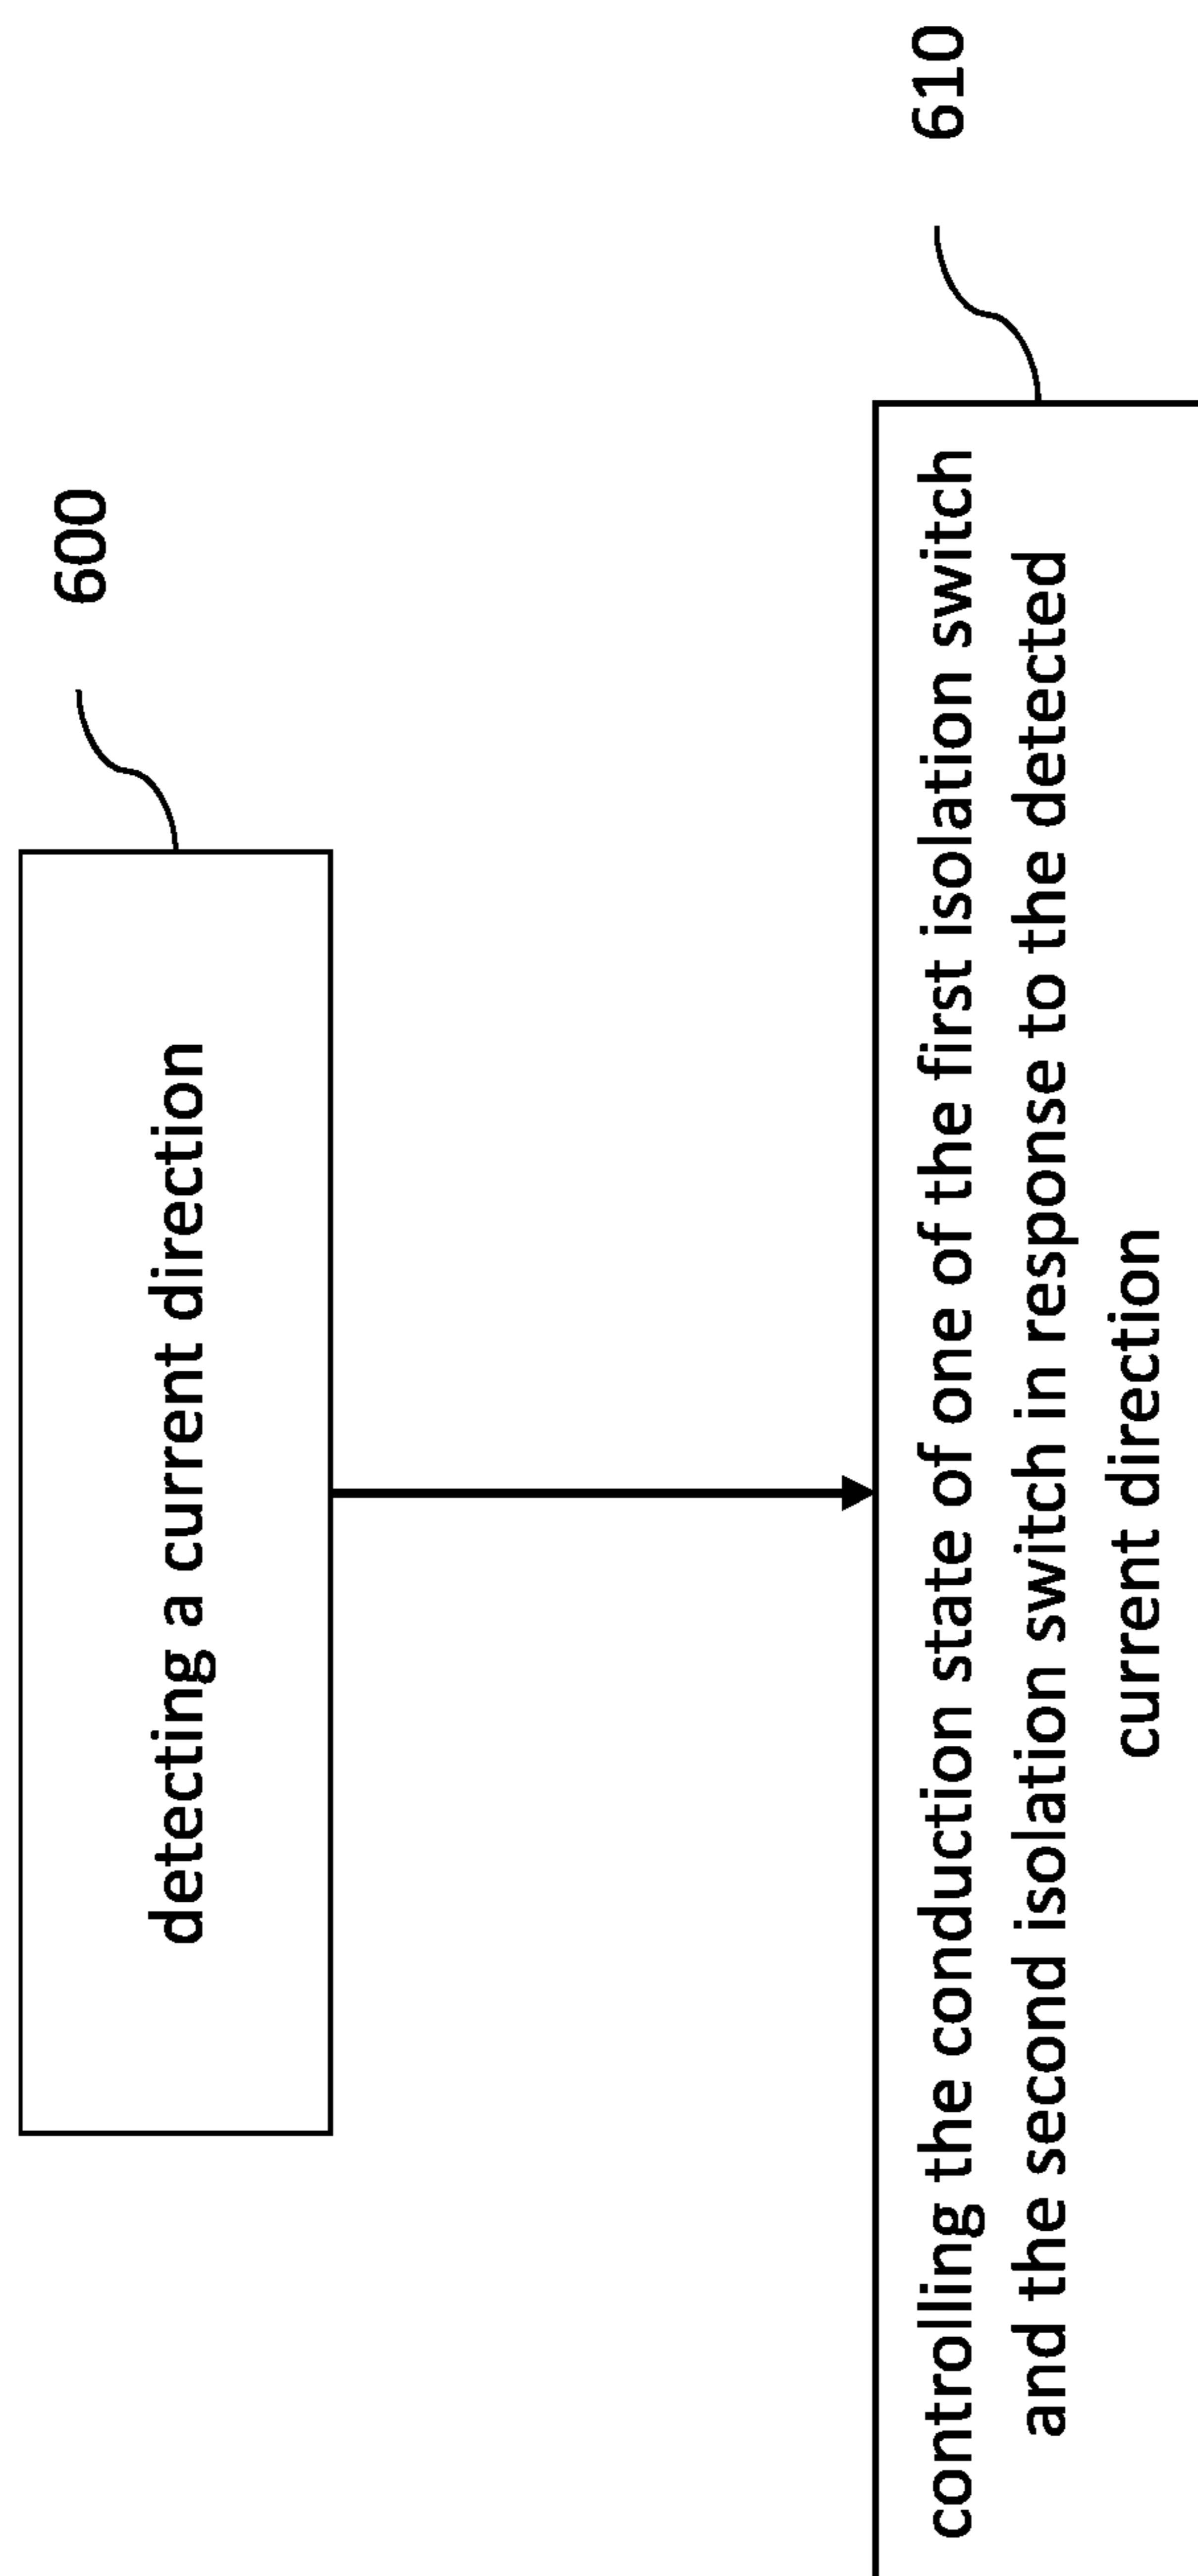 600
detecting a current direction
610
controlling the conduction state of one of the first isolation switch
and the second isolation switch in response to the detected
current direction